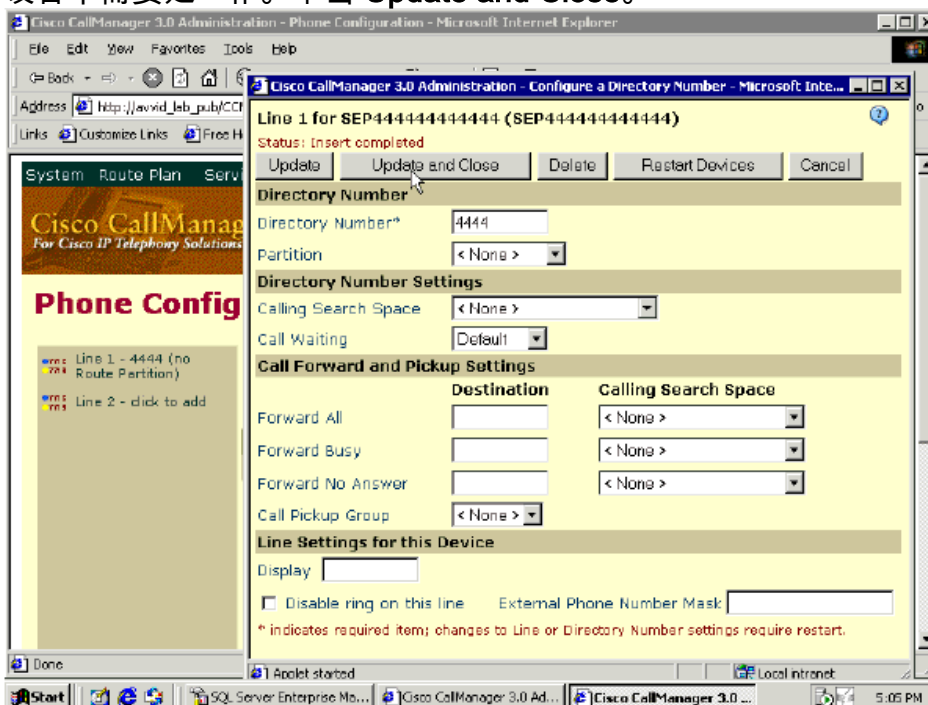 Update and Close
Cisco CallManager 3.0 Administration - Phone Configuration - Microsoft Internet Explorer
File Edit View Favorites Tools Help
Back
Address http://avvid_lab_pub/CCM
Links Customize Links Free H
System Route Plan Servi
Cisco CallManag
For Cisco IP Telephony Solutions
Phone Config
Line 1 - 4444 (no
Route Partition)
Line 2 - click to add
Cisco CallManager 3.0 Administration - Configure a Directory Number - Microsoft Inte...
Line 1 for SEP444444444444 (SEP444444444444)
Status: Insert completed
Update Update and Close Delete Restart Devices Cancel
Directory Number
Directory Number* 4444
Partition < None >
Directory Number Settings
Calling Search Space < None >
Call Waiting Default
Call Forward and Pickup Settings
Destination Calling Search Space
Forward All < None >
Forward Busy < None >
Forward No Answer < None >
Call Pickup Group < None >
Line Settings for this Device
Display
Disable ring on this line External Phone Number Mask
* indicates required item; changes to Line or Directory Number settings require restart.
Done
Applet started Local intranet
Start SQL Server Enterprise Ma... Cisco CallManager 3.0 Ad... Cisco CallManager 3.0 ... 5:05 PM